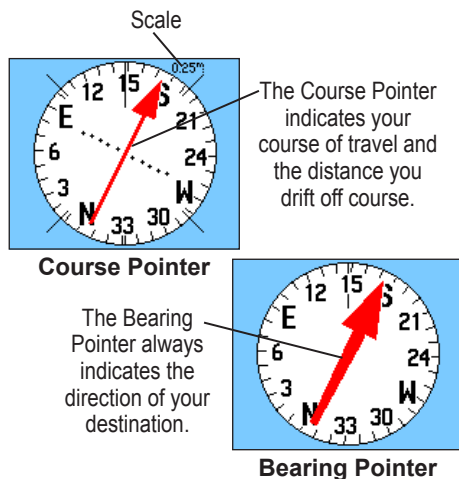 Scale
0.25m
12 15 S
E 21
6 24
3 W
N 33 30
The Course Pointer
indicates your
course of travel and
the distance you
drift off course.
Course Pointer
12 15 S
E 21
6 24
3 W
N 33 30
The Bearing
Pointer always
indicates the
direction of your
destination.
Bearing Pointer